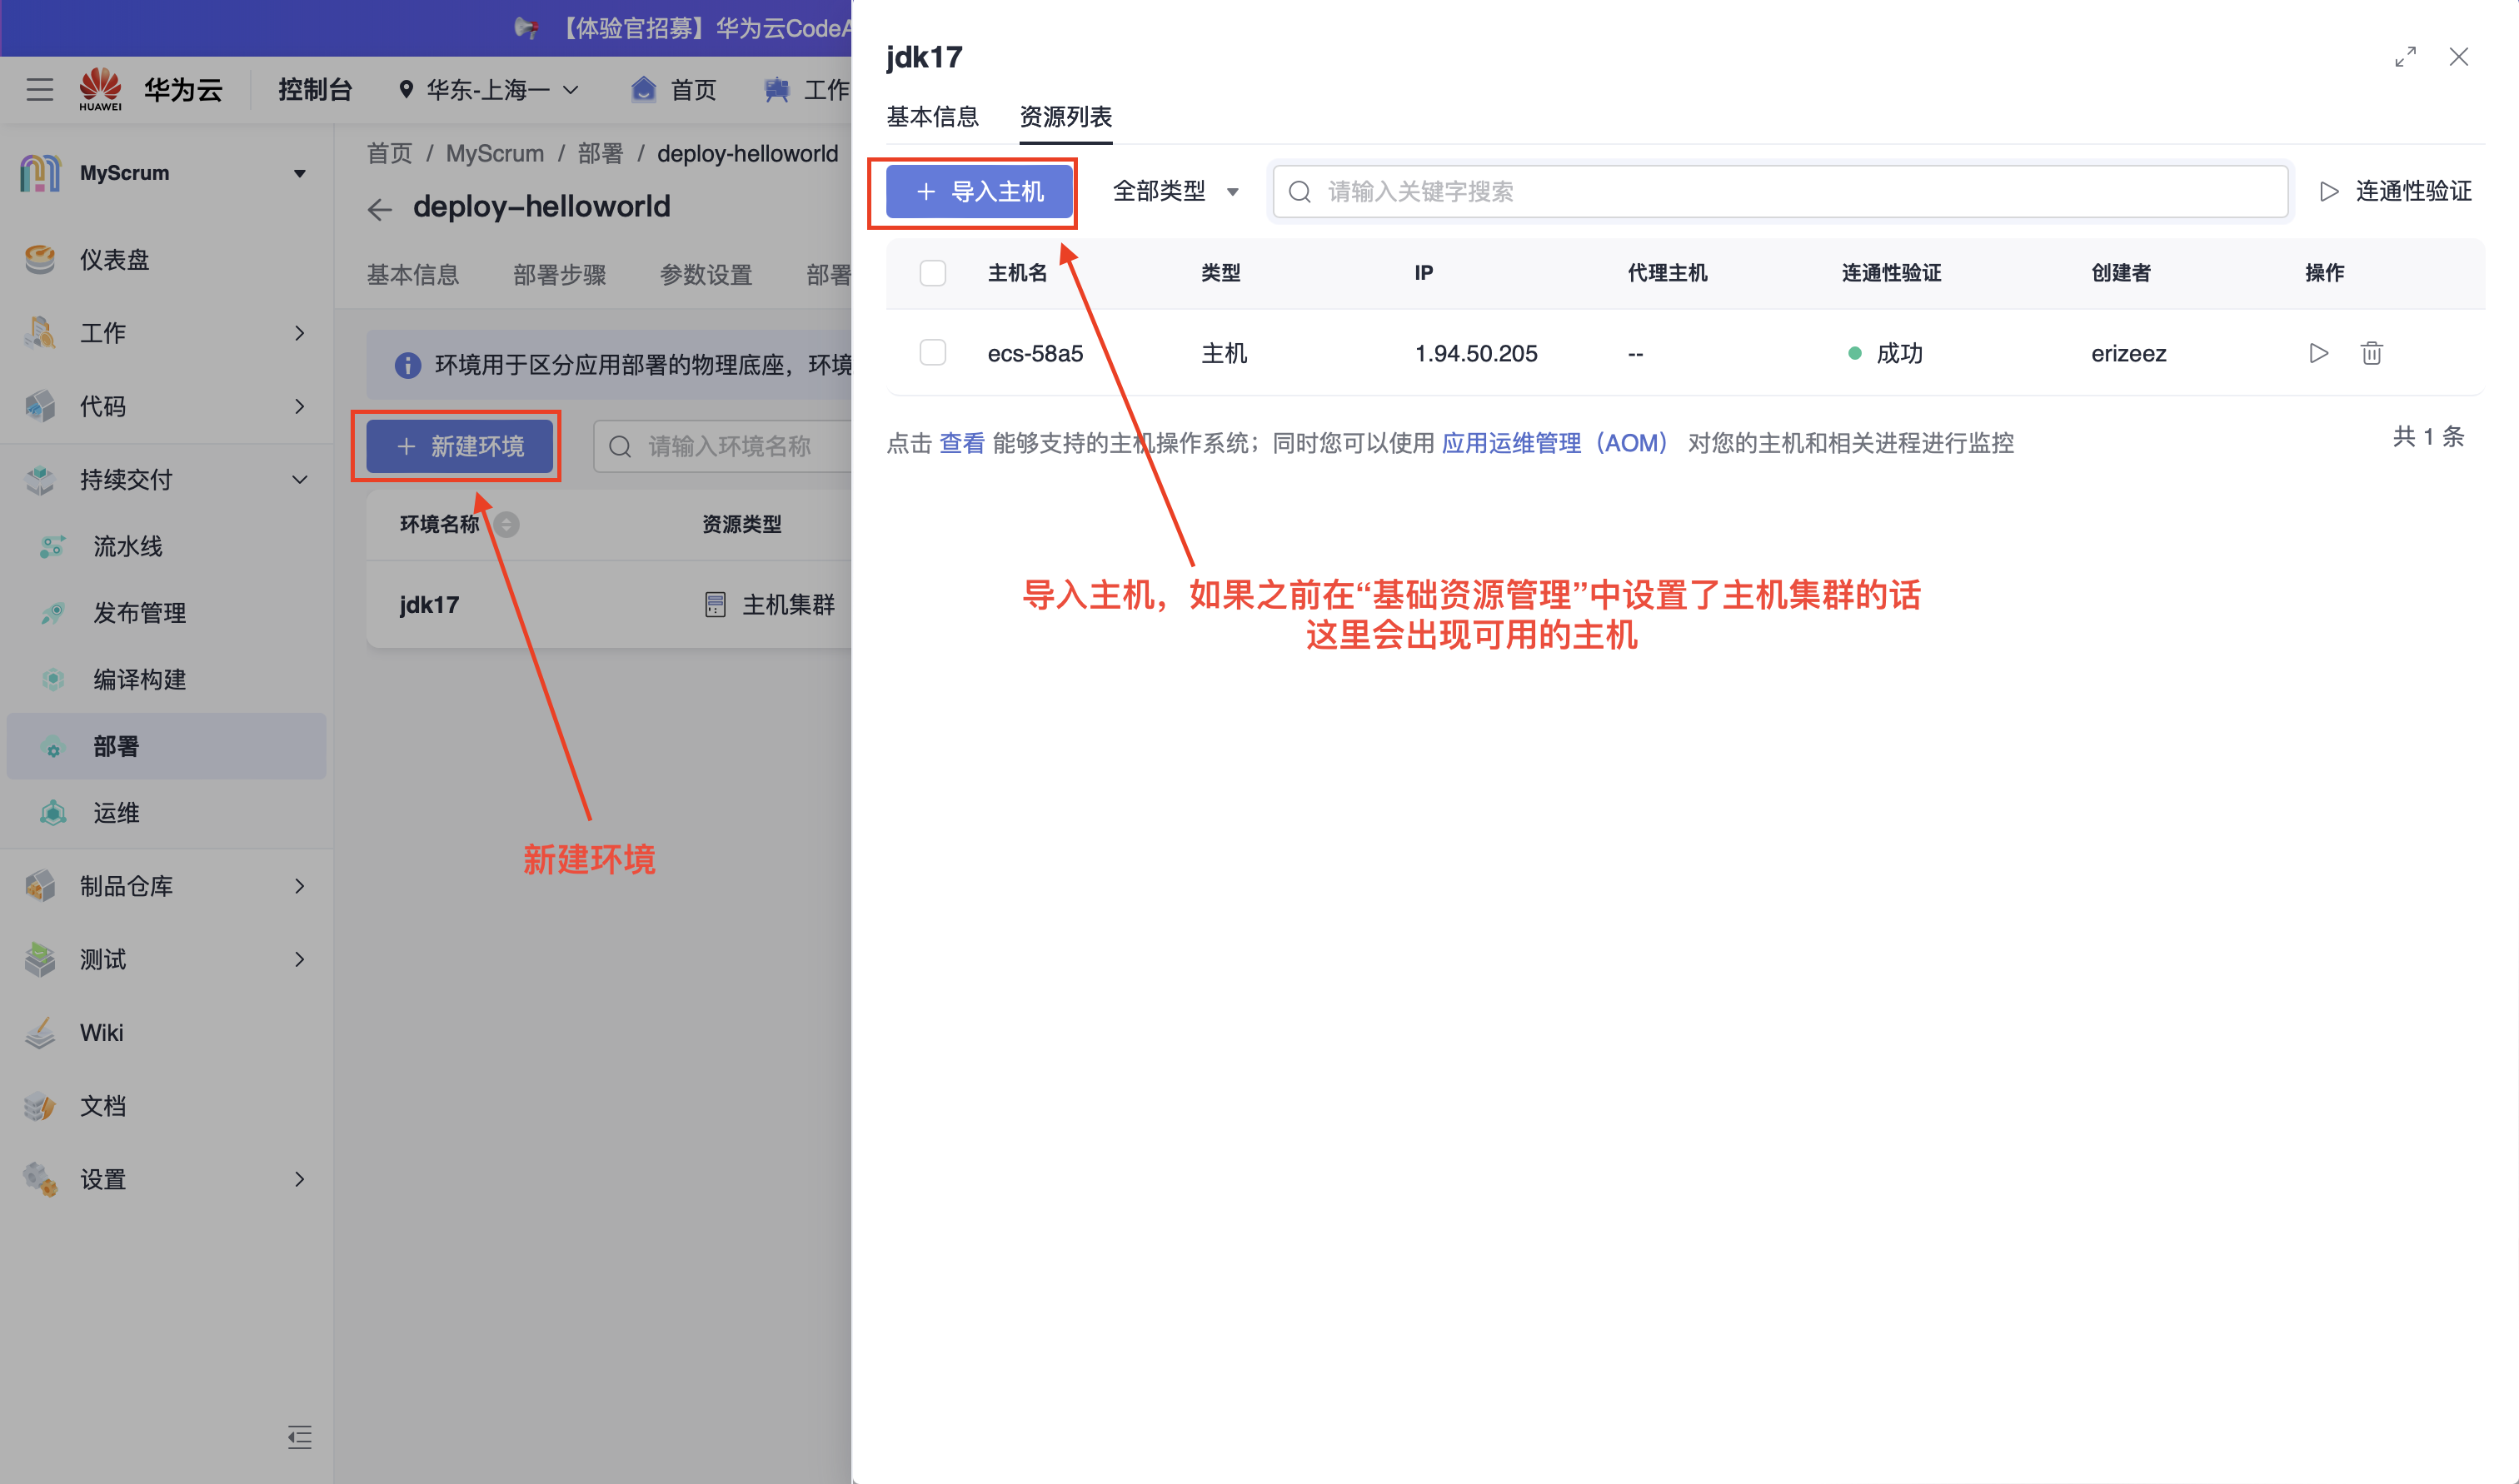 【体验官招募】华为云CodeA
HUAWEI
华为云
控制台
华东-上海一
首页
工作
MyScrum
仪表盘
工作
代码
持续交付
流水线
发布管理
编译构建
部署
运维
制品仓库
测试
Wiki
文档
设置
首页 / MyScrum / 部署 / deploy-helloworld
deploy-helloworld
基本信息 部署步骤 参数设置 部署
环境用于区分应用部署的物理底座，环境
+ 新建环境
请输入环境名称
环境名称 资源类型
jdk17 主机集群
新建环境
jdk17
基本信息 资源列表
+ 导入主机
全部类型
请输入关键字搜索
连通性验证
主机名 类型 IP 代理主机 连通性验证 创建者 操作
ecs-58a5 主机 1.94.50.205 -- 成功 erizeez
点击 查看 能够支持的主机操作系统；同时您可以使用 应用运维管理（AOM） 对您的主机和相关进程进行监控
共 1 条
导入主机，如果之前在“基础资源管理”中设置了主机集群的话
这里会出现可用的主机